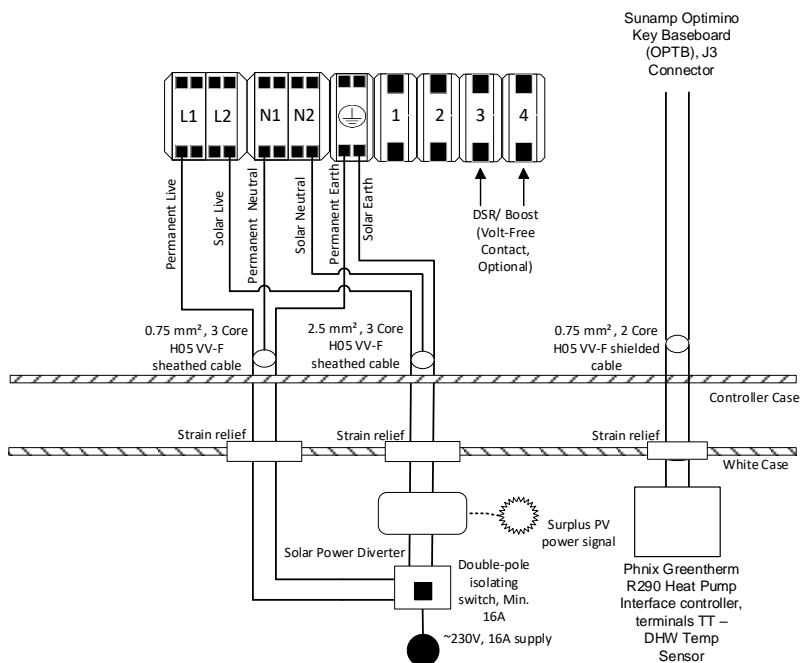 Sunamp Optimino
Key Baseboard
(OPTB), J3
Connector
L1
L2
N1
N2
1
2
3
4
Permanent Live
Solar Live
Permanent Neutral
Solar Neutral
Permanent Earth
Solar Earth
DSR/ Boost
(Volt-Free
Contact,
Optional)
0.75 mm², 3 Core
H05 VV-F
sheathed cable
2.5 mm², 3 Core
H05 VV-F
sheathed cable
0.75 mm², 2 Core
H05 VV-F shielded
cable
Controller Case
Strain relief
Strain relief
Strain relief
White Case
Surplus PV
power signal
Solar Power Diverter
Double-pole
isolating
switch, Min.
16A
~230V, 16A supply
Phnix Greentherm
R290 Heat Pump
Interface controller,
terminals TT –
DHW Temp
Sensor